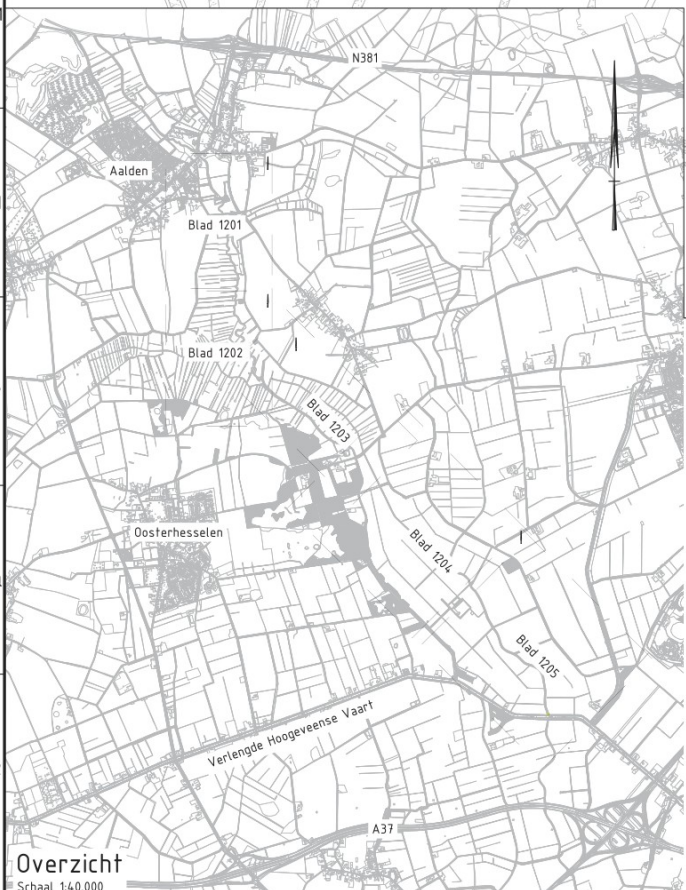 N381
Aalden
Blad 1201
Blad 1202
Blad 1203
Oosterhesselen
Blad 1204
Blad 1205
Verlengde Hoogeveense Vaart
A37
Overzicht
Schaal 1:40.000